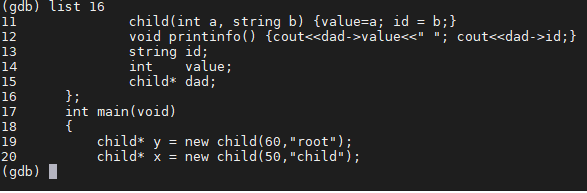 (gdb) list 16
11              child(int a, string b) {value=a; id = b;}
12              void printinfo() {cout<<dad->value<<" "; cout<<dad->id;}
13              string id;
14              int    value;
15              child* dad;
16      };
17      int main(void)
18      {
19          child* y = new child(60,"root");
20          child* x = new child(50,"child");
(gdb)